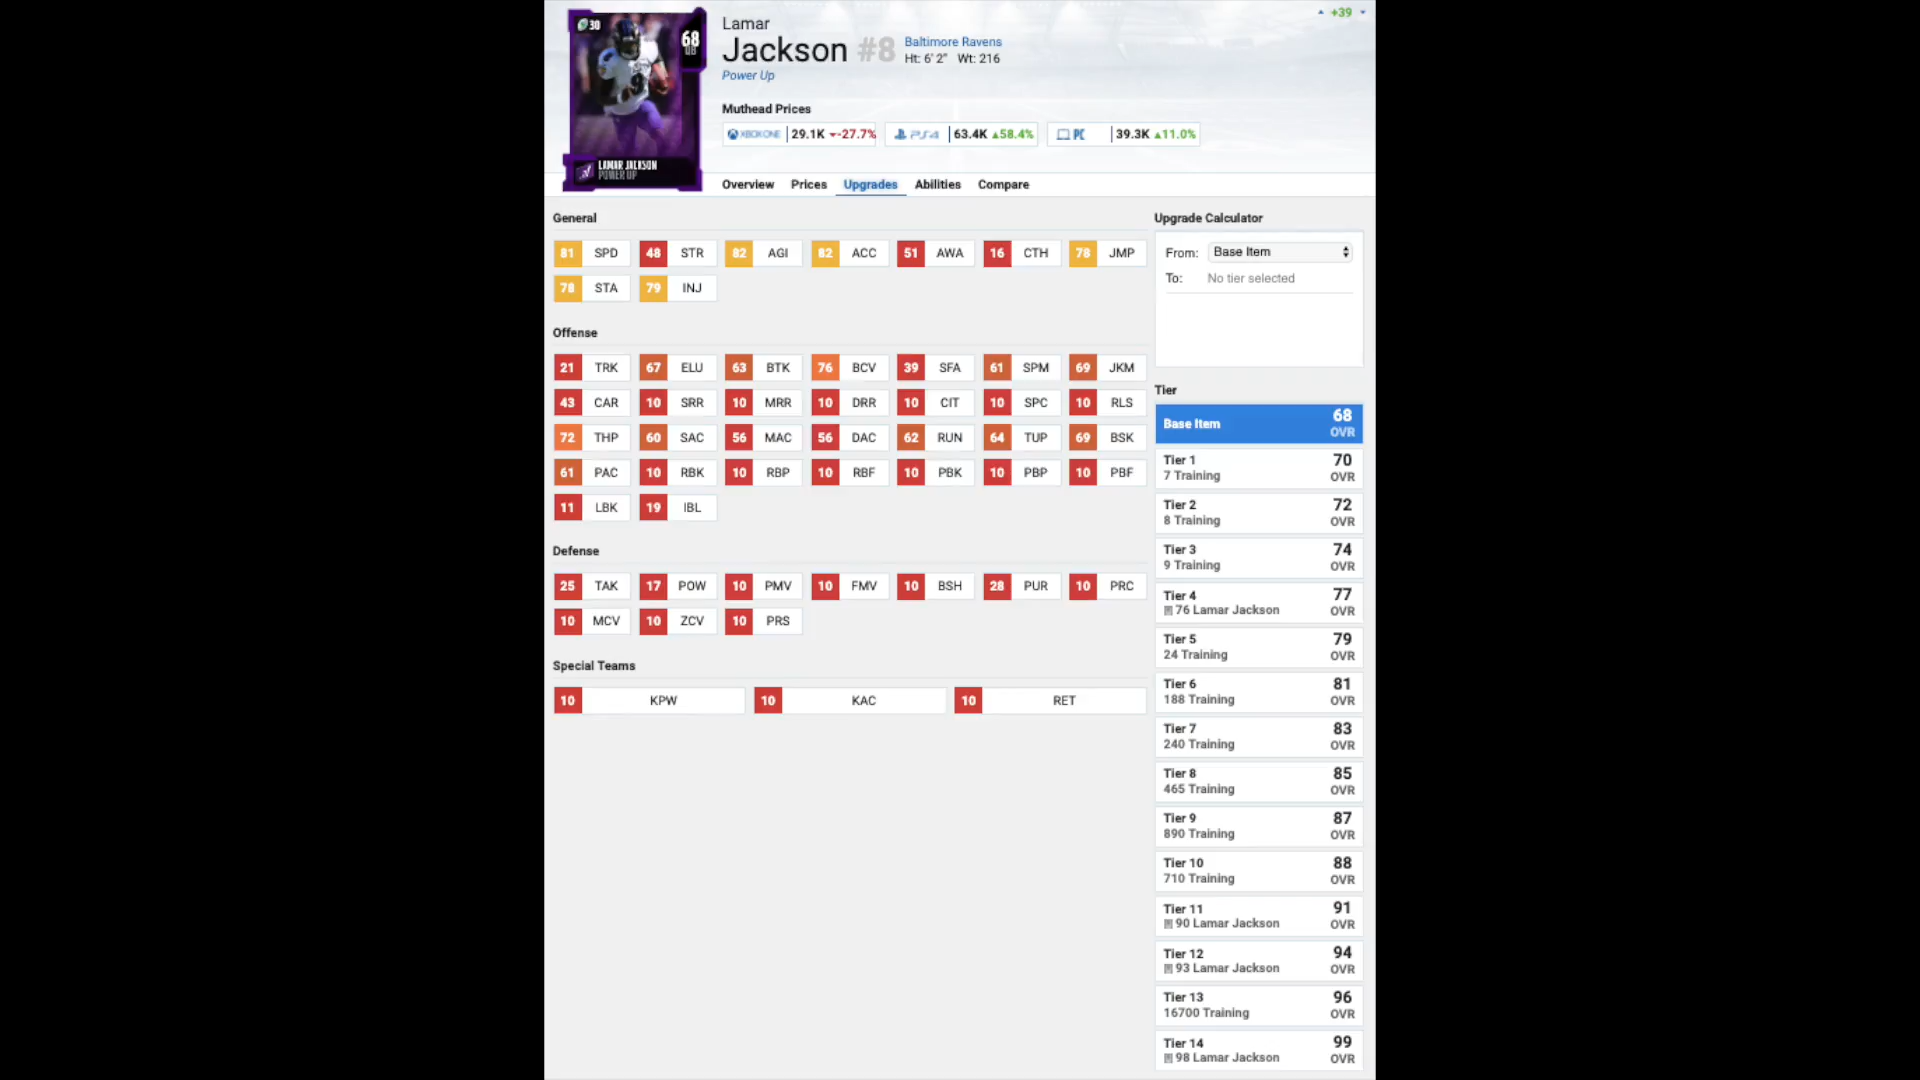 30
68
QB
LAMAR JACKSON
POWER UP
Lamar
Jackson #8
Baltimore Ravens
Ht: 6' 2" Wt: 216
Power Up
+39
Muthead Prices
XBOX ONE 29.1K -27.7%
PS4 63.4K 58.4%
PC 39.3K 11.0%
Overview Prices Upgrades Abilities Compare
General
81 SPD 48 STR 82 AGI 82 ACC 51 AWA 16 CTH 78 JMP
78 STA 79 INJ
Offense
21 TRK 67 ELU 63 BTK 76 BCV 39 SFA 61 SPM 69 JKM
43 CAR 10 SRR 10 MRR 10 DRR 10 CIT 10 SPC 10 RLS
72 THP 60 SAC 56 MAC 56 DAC 62 RUN 64 TUP 69 BSK
61 PAC 10 RBK 10 RBP 10 RBF 10 PBK 10 PBP 10 PBF
11 LBK 19 IBL
Defense
25 TAK 17 POW 10 PMV 10 FMV 10 BSH 28 PUR 10 PRC
10 MCV 10 ZCV 10 PRS
Special Teams
10 KPW 10 KAC 10 RET
Upgrade Calculator
From: Base Item
To: No tier selected
Tier
Base Item 68
OVR
Tier 1 70
7 Training OVR
Tier 2 72
8 Training OVR
Tier 3 74
9 Training OVR
Tier 4 77
76 Lamar Jackson OVR
Tier 5 79
24 Training OVR
Tier 6 81
188 Training OVR
Tier 7 83
240 Training OVR
Tier 8 85
465 Training OVR
Tier 9 87
890 Training OVR
Tier 10 88
710 Training OVR
Tier 11 91
90 Lamar Jackson OVR
Tier 12 94
93 Lamar Jackson OVR
Tier 13 96
16700 Training OVR
Tier 14 99
98 Lamar Jackson OVR